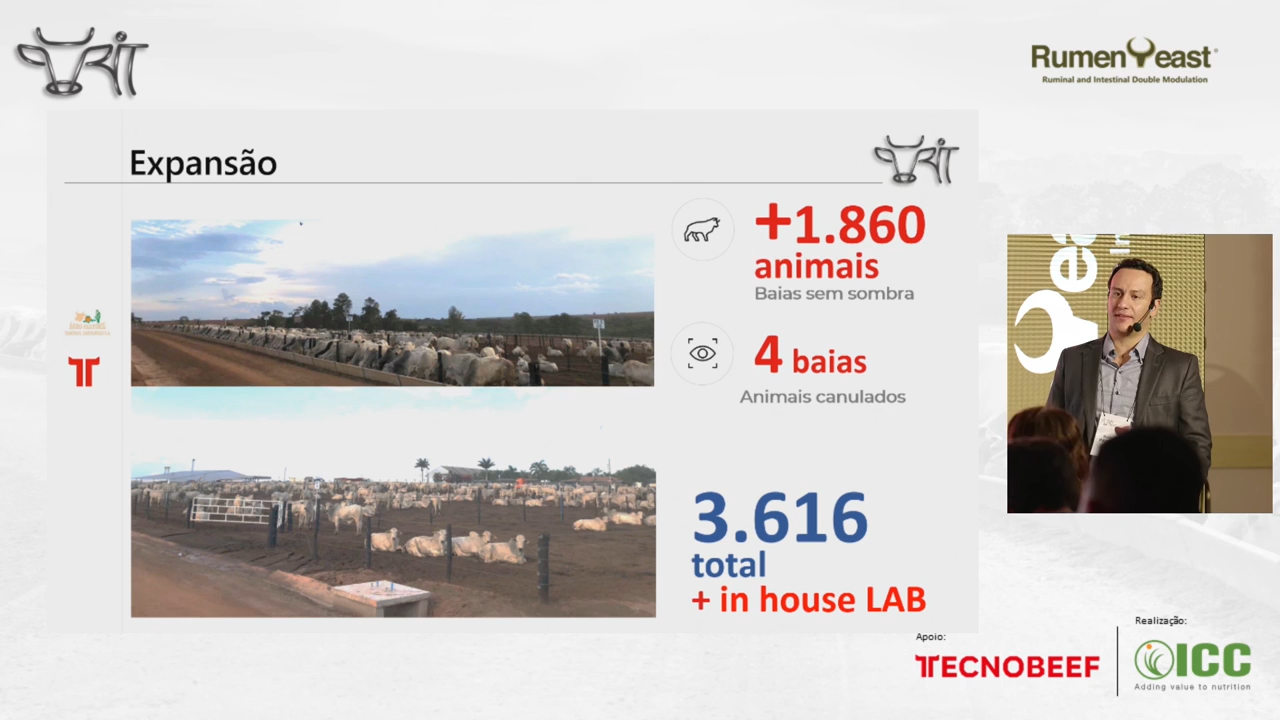 RumenYeast®
Ruminal and Intestinal Double Modulation
Expansão
+1.860
animais
Baias sem sombra
4 baias
Animais canulados
3.616
total
+ in house LAB
Apoio:
TECNOBEEF
Realização:
ICC
Adding value to nutrition